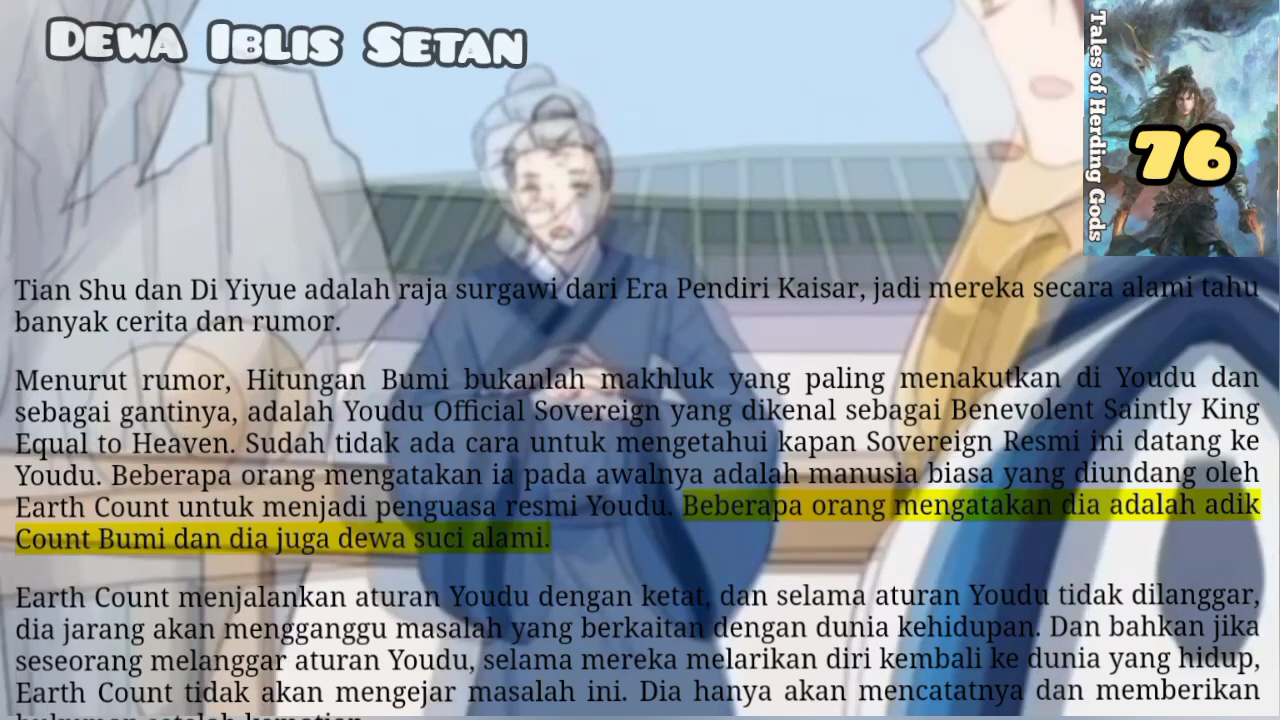 Dewa Iblis Setan
Tales of Herding Gods
76
Tian Shu dan Di Yiyue adalah raja surgawi dari Era Pendiri Kaisar, jadi mereka secara alami tahu
banyak cerita dan rumor.
Menurut rumor, Hitungan Bumi bukanlah makhluk yang paling menakutkan di Youdu dan
sebagai gantinya, adalah Youdu Official Sovereign yang dikenal sebagai Benevolent Saintly King
Equal to Heaven. Sudah tidak ada cara untuk mengetahui kapan Sovereign Resmi ini datang ke
Youdu. Beberapa orang mengatakan ia pada awalnya adalah manusia biasa yang diundang oleh
Earth Count untuk menjadi penguasa resmi Youdu. Beberapa orang mengatakan dia adalah adik
Count Bumi dan dia juga dewa suci alami.
Earth Count menjalankan aturan Youdu dengan ketat, dan selama aturan Youdu tidak dilanggar,
dia jarang akan mengganggu masalah yang berkaitan dengan dunia kehidupan. Dan bahkan jika
seseorang melanggar aturan Youdu, selama mereka melarikan diri kembali ke dunia yang hidup,
Earth Count tidak akan mengejar masalah ini. Dia hanya akan mencatatnya dan memberikan